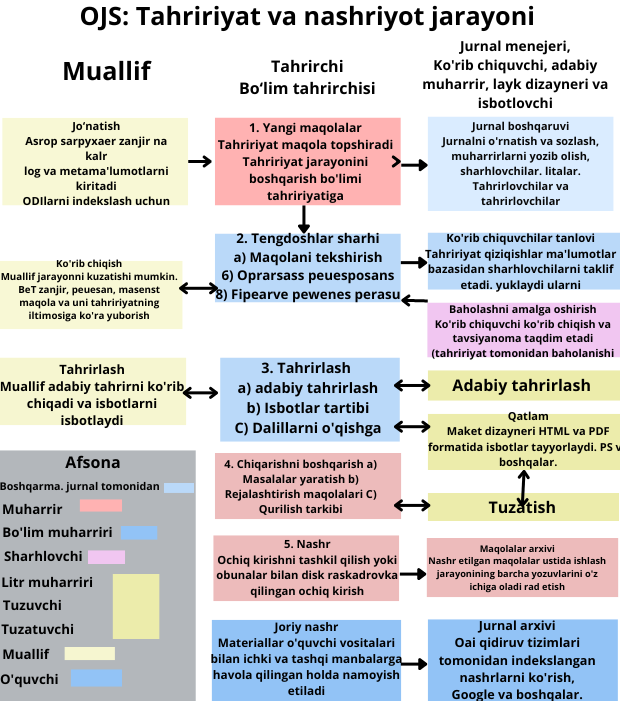 OJS: Tahririyat va nashriyot jarayoni
Muallif
Tahrirchi
Bo‘lim tahrirchisi
Jurnal menejeri,
Ko'rib chiquvchi, adabiy
muharrir, layk dizayneri va
isbotlovchi
Jo‘natish
Asrop sarpyxaer zanjir na
kalr
log va metama'lumotlarni
kiritadi
ODIlarni indekslash uchun
1. Yangi maqolalar
Tahririyat maqola topshiradi
Tahririyat jarayonini
boshqarish bo'limi
tahririyatiga
Jurnal boshqaruvi
Jurnalni o'rnatish va sozlash,
muharrirlarni yozib olish,
sharhlovchilar. litalar.
Tahrirlovchilar va
tahrirlovchilar
2. Tengdoshlar sharhi
a) Maqolani tekshirish
6) Oprarsass peuesposans
8) Fipearve pewenes perasu
Ko'rib chiquvchilar tanlovi
Tahririyat qiziqishlar ma'lumotlar
bazasidan sharhlovchilarni taklif
etadi. yuklaydi ularni
Ko'rib chiqish
Muallif jarayonni kuzatishi mumkin.
BeT zanjir, peuesan, masenst
maqola va uni tahririyatning
iltimosiga ko'ra yuborish
Baholashni amalga oshirish
Ko'rib chiquvchi ko'rib chiqish va
tavsiyanoma taqdim etadi
(tahririyat tomonidan baholanishi
Tahrirlash
Muallif adabiy tahrirni ko'rib
chiqadi va isbotlarni
isbotlaydi
3. Tahrirlash
a) adabiy tahrirlash
b) Isbotlar tartibi
C) Dalillarni o'qishga
Adabiy tahrirlash
Qatlam
Maket dizayneri HTML va PDF
formatida isbotlar tayyorlaydi. PS v
boshqalar.
4. Chiqarishni boshqarish a)
Masalalar yaratish b)
Rejalashtirish maqolalari C)
Qurilish tarkibi
Tuzatish
5. Nashr
Ochiq kirishni tashkil qilish yoki
obunalar bilan disk raskadrovka
qilingan ochiq kirish
Maqolalar arxivi
Nashr etilgan maqolalar ustida ishlash
jarayonining barcha yozuvlarini o'z
ichiga oladi rad etish
Joriy nashr
Materiallar o'quvchi vositalari
bilan ichki va tashqi manbalarga
havola qilingan holda namoyish
etiladi
Jurnal arxivi
Oai qidiruv tizimlari
tomonidan indekslangan
nashrlarni ko'rish,
Google va boshqalar.
Afsona
Boshqarma. jurnal tomonidan
Muharrir
Bo'lim muharriri
Sharhlovchi
Litr muharriri
Tuzuvchi
Tuzatuvchi
Muallif
O'quvchi